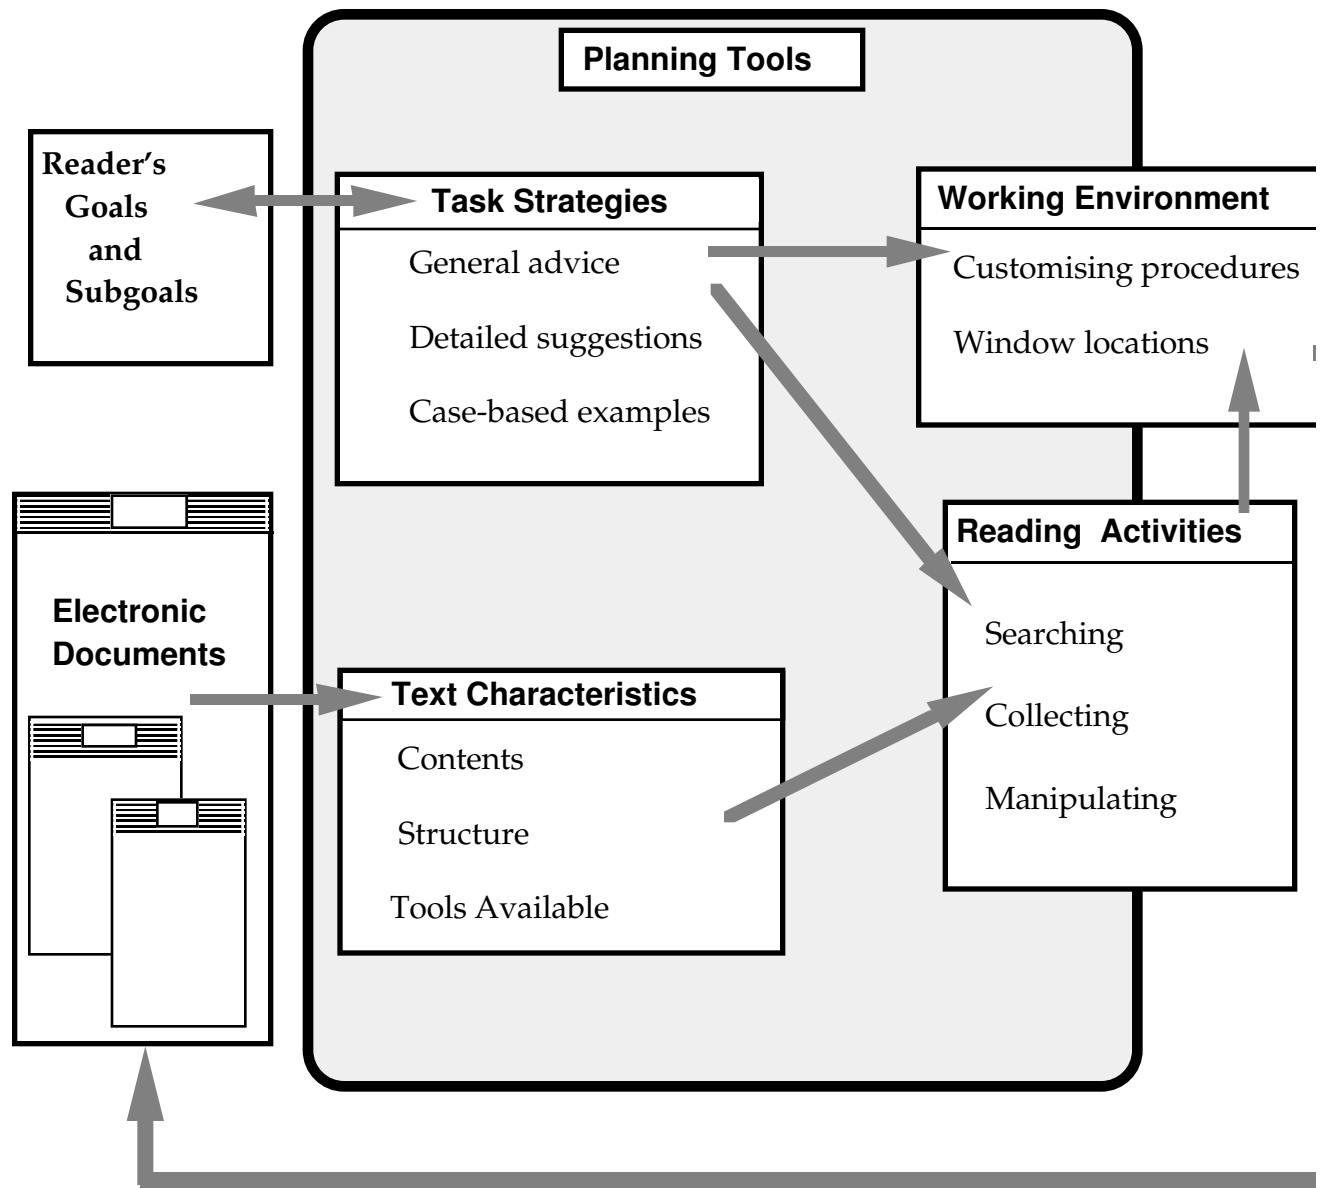 Planning Tools
Reader's
Goals
and
Subgoals
Task Strategies
General advice
Detailed suggestions
Case-based examples
Working Environment
Customising procedures
Window locations
Reading Activities
Searching
Collecting
Manipulating
Electronic
Documents
Text Characteristics
Contents
Structure
Tools Available